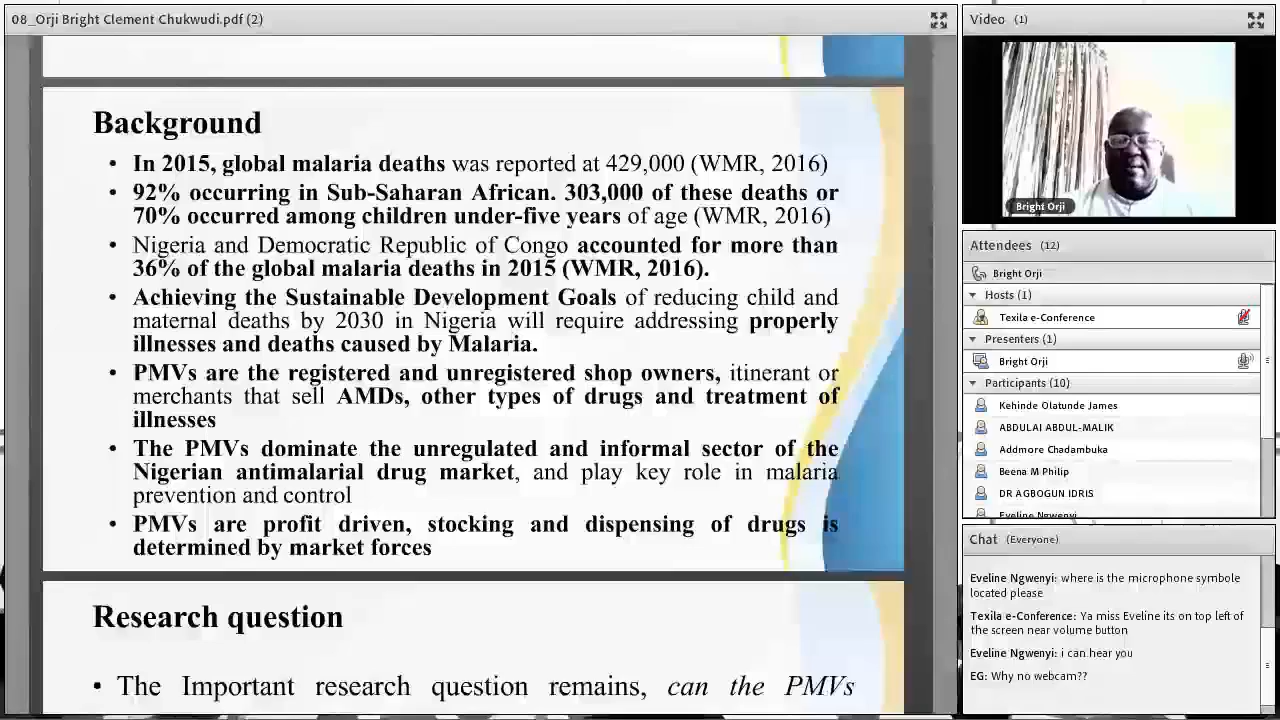 08_Orji Bright Clement Chukwudi.pdf (2)
Background
• In 2015, global malaria deaths was reported at 429,000 (WMR, 2016)
• 92% occurring in Sub-Saharan African. 303,000 of these deaths or
70% occurred among children under-five years of age (WMR, 2016)
• Nigeria and Democratic Republic of Congo accounted for more than
36% of the global malaria deaths in 2015 (WMR, 2016).
• Achieving the Sustainable Development Goals of reducing child and
maternal deaths by 2030 in Nigeria will require addressing properly
illnesses and deaths caused by Malaria.
• PMVs are the registered and unregistered shop owners, itinerant or
merchants that sell AMDs, other types of drugs and treatment of
illnesses
• The PMVs dominate the unregulated and informal sector of the
Nigerian antimalarial drug market, and play key role in malaria
prevention and control
• PMVs are profit driven, stocking and dispensing of drugs is
determined by market forces
Research question
• The Important research question remains, can the PMVs
Video (1)
Bright Orji
Attendees (12)
Bright Orji
Hosts (1)
Texila e-Conference
Presenters (1)
Bright Orji
Participants (10)
Kehinde Olatunde James
ABDULAI ABDUL-MALIK
Addmore Chadambuka
Beena M Philip
DR AGBOGUN IDRIS
Eveline Ngwenyi
Chat (Everyone)
Eveline Ngwenyi: where is the microphone symbole
located please
Texila e-Conference: Ya miss Eveline its on top left of
the screen near volume button
Eveline Ngwenyi: i can hear you
EG: Why no webcam??